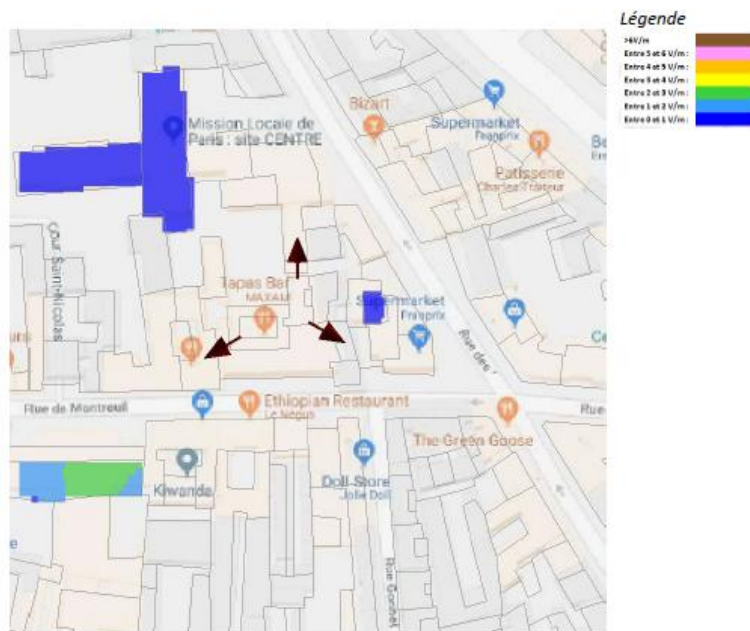 Légende
>6V/m
Entre 5 et 6 V/m :
Entre 4 et 5 V/m :
Entre 3 et 4 V/m :
Entre 2 et 3 V/m :
Entre 1 et 2 V/m :
Entre 0 et 1 V/m :
Bizart
Supermarket
Franprix
Mission Locale de
Paris : site CENTRE
Patisserie
Charles Traiteur
Cour Saint-Nicolas
Tapas Bar
MAXAM
Supermarket
Franprix
Rue des
Ce
Rue de Montreuil
Ethiopian Restaurant
Le Négus
Rue
The Green Goose
Kiwanda
Doll Store
Jolie Doll
Rue Gonnet